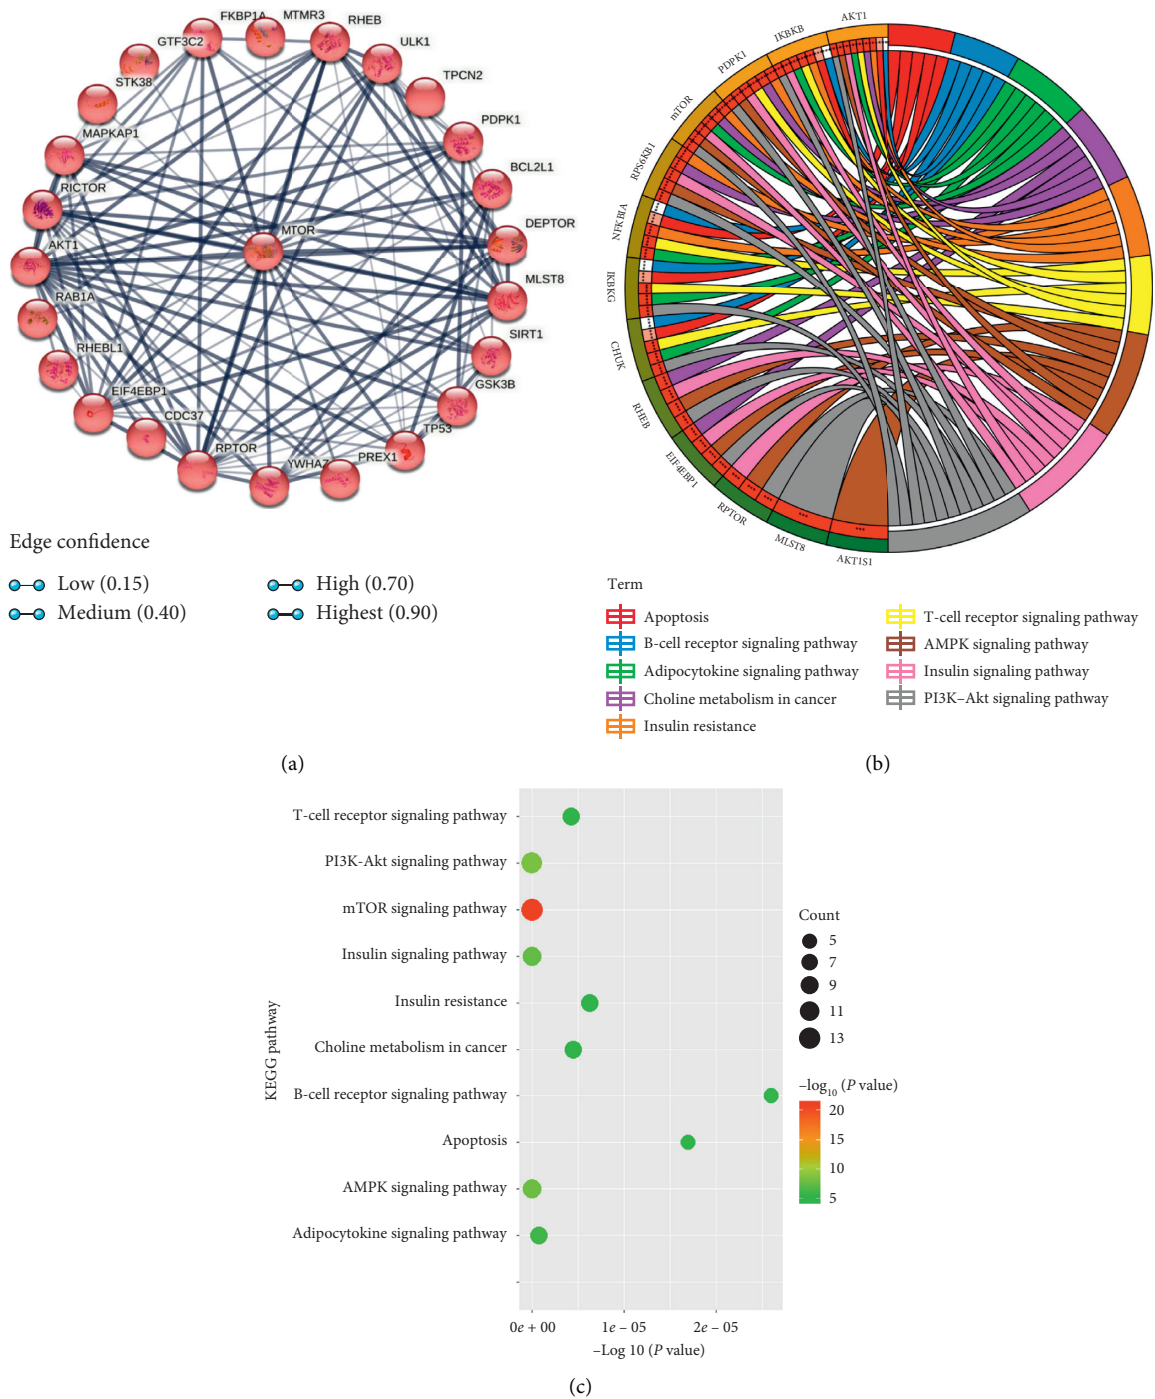 FKBP1A
MTMR3
RHEB
GTF3C2
ULK1
STK38
TPCN2
MAPKAP1
PDPK1
RICTOR
BCL2L1
AKT1
MTOR
DEPTOR
RAB1A
MLST8
RHEBL1
SIRT1
EIF4EBP1
GSK3B
CDC37
TP53
RPTOR
YWHAZ
PREX1
Edge confidence
Low (0.15)
High (0.70)
Medium (0.40)
Highest (0.90)
(a)
AKT1
IKBKB
PDPK1
mTOR
RPS6KB1
NFKBIA
IKBKG
CHUK
RHEB
EIF4EBP1
RPTOR
MLST8
AKT1S1
Term
Apoptosis
B-cell receptor signaling pathway
Adipocytokine signaling pathway
Choline metabolism in cancer
Insulin resistance
T-cell receptor signaling pathway
AMPK signaling pathway
Insulin signaling pathway
PI3K–Akt signaling pathway
(b)
KEGG pathway
T-cell receptor signaling pathway
PI3K-Akt signaling pathway
mTOR signaling pathway
Insulin signaling pathway
Insulin resistance
Choline metabolism in cancer
B-cell receptor signaling pathway
Apoptosis
AMPK signaling pathway
Adipocytokine signaling pathway
0e + 00
1e – 05
2e – 05
–Log 10 (P value)
Count
5
7
9
11
13
–log10 (P value)
20
15
10
5
(c)